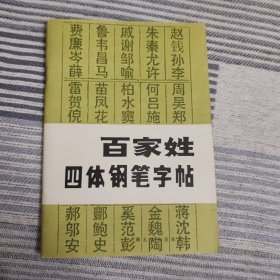 赵钱孙李 周吴郑
朱秦尤许 何吕施
戚谢邹喻 柏水窦
鲁韦昌马 苗凤花
费廉岑薛 雷贺倪
百家姓
四体钢笔字帖
蒋沈韩
金魏陶
奚范彭
酆鲍史
郝邬安